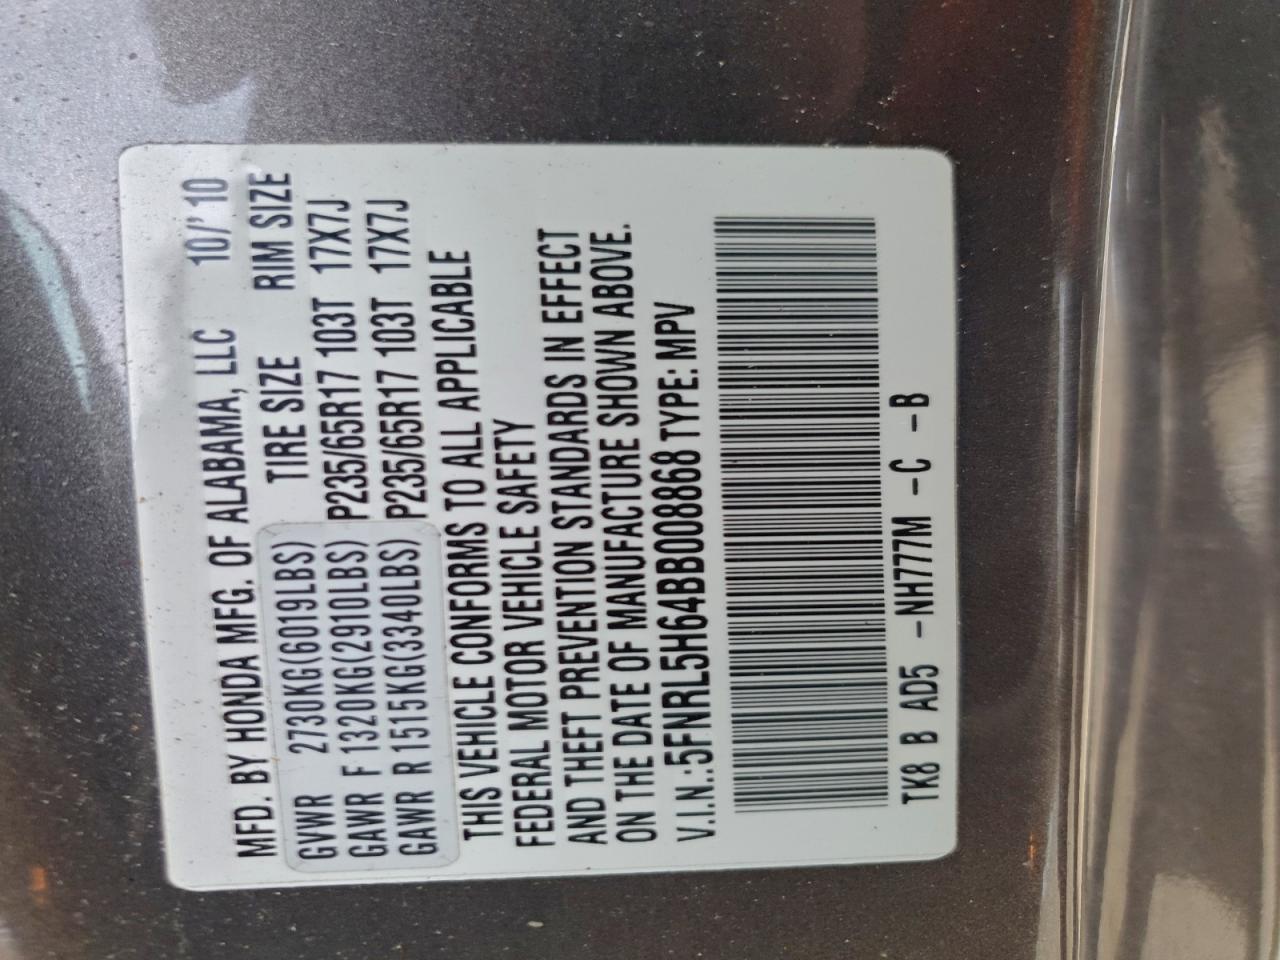 MFD. BY HONDA MFG. OF ALABAMA, LLC 10/'10
TIRE SIZE RIM SIZE
GVWR 2730KG(6019LBS)
GAWR F 1320KG(2910LBS) P235/65R17 103T 17X7J
GAWR R 1515KG(3340LBS) P235/65R17 103T 17X7J
THIS VEHICLE CONFORMS TO ALL APPLICABLE
FEDERAL MOTOR VEHICLE SAFETY
AND THEFT PREVENTION STANDARDS IN EFFECT
ON THE DATE OF MANUFACTURE SHOWN ABOVE.
V.I.N.:5FNRL5H64BB008868 TYPE: MPV
TK8 B AD5 -NH777M -C -B